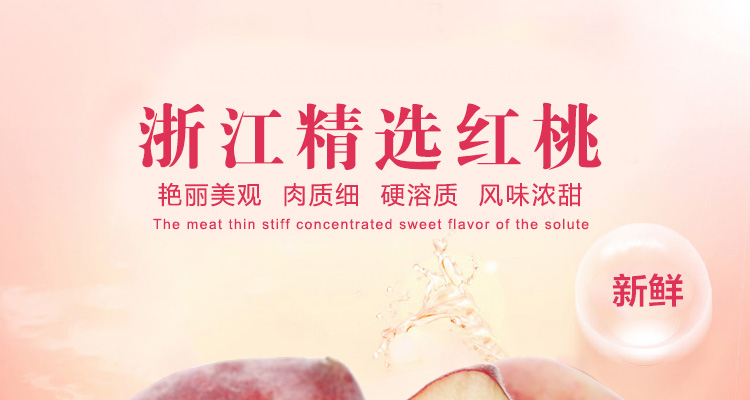 浙江精选红桃
艳丽美观 肉质细 硬溶质 风味浓甜
The meat thin stiff concentrated sweet flavor of the solute
新鲜